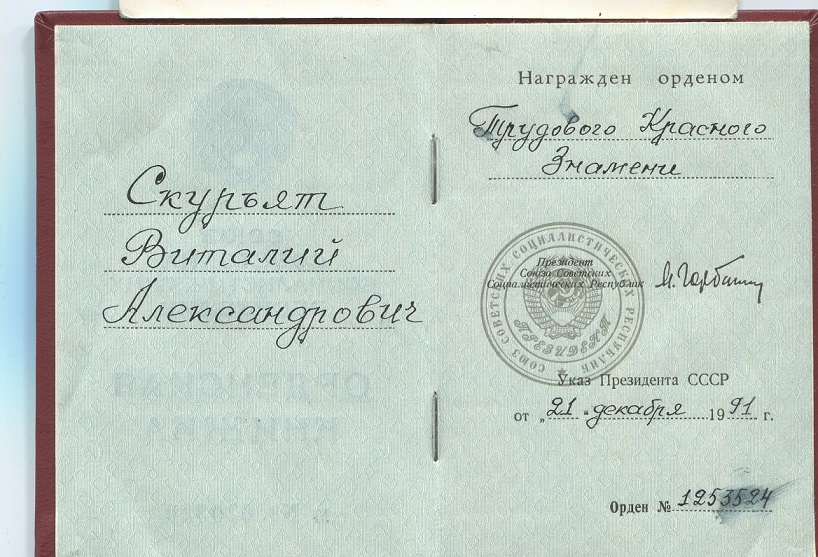 Скурьят
Виталий
Александрович
Награжден орденом
Трудового Красного
Знамени
СОЮЗ СОВЕТСКИХ СОЦИАЛИСТИЧЕСКИХ РЕСПУБЛИК
ПРЕЗИДЕНТ
Президент
Союза Советских
Социалистических Республик
М. Горбачев
Указ Президента СССР
от „21 “ декабря 1991 г.
Орден № 1253524